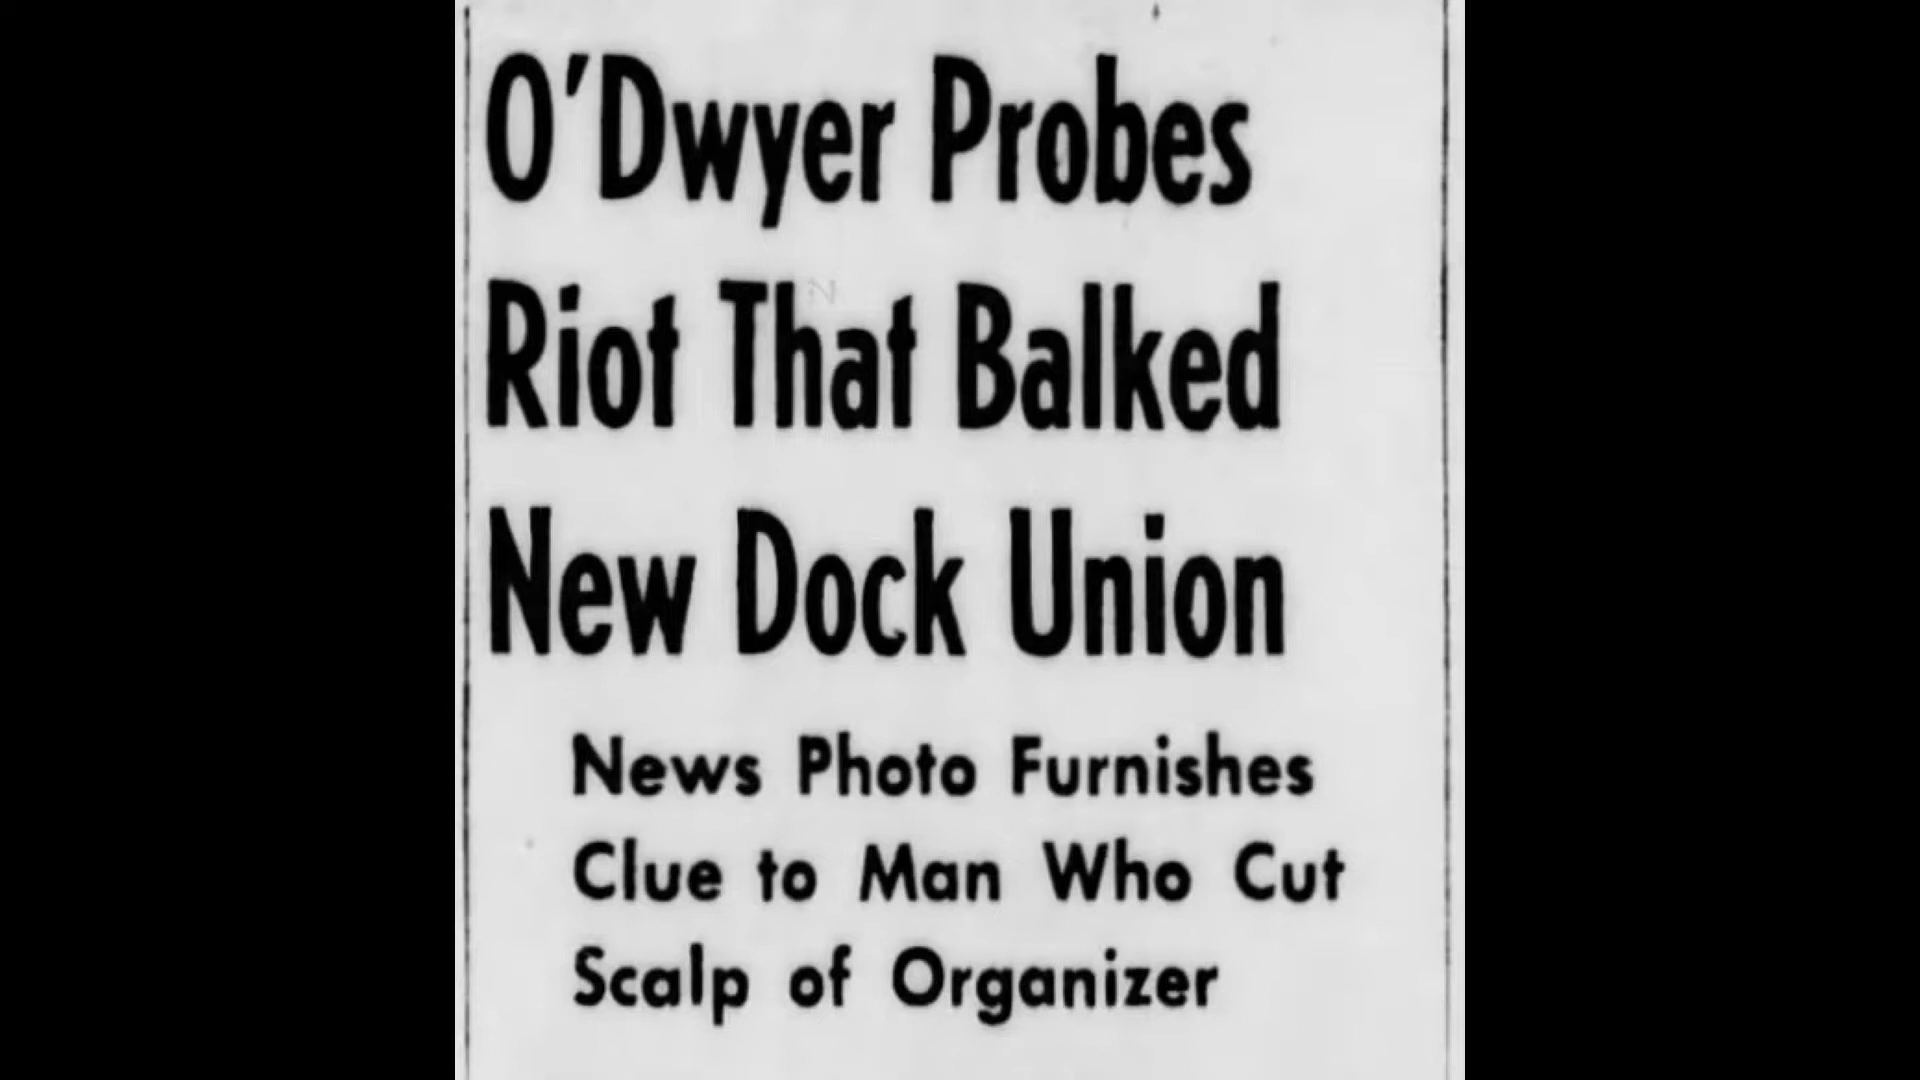 O'Dwyer Probes
Riot That Balked
New Dock Union
News Photo Furnishes
Clue to Man Who Cut
Scalp of Organizer